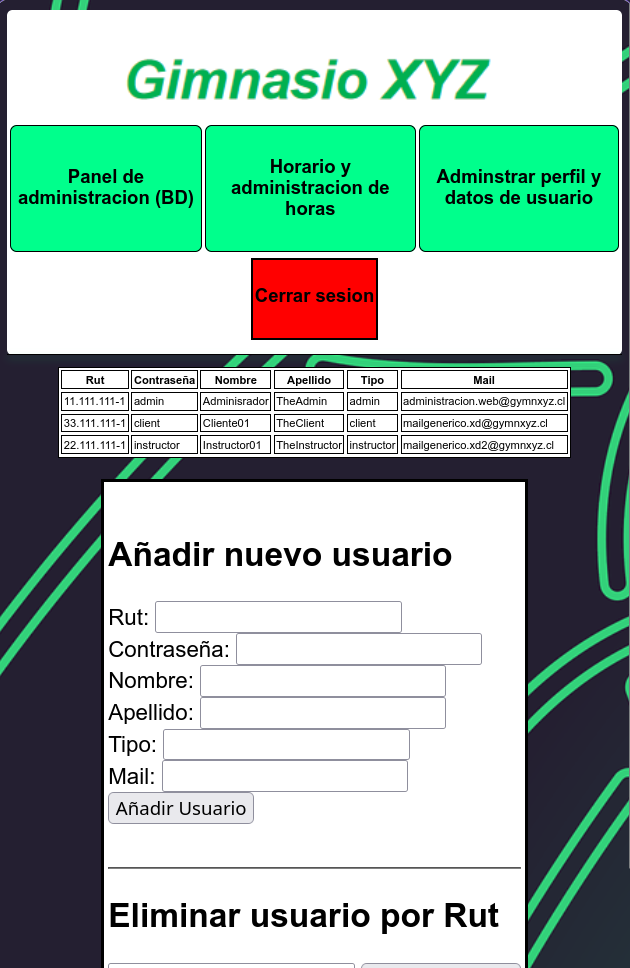 Gimnasio XYZ
Panel de
administracion (BD)
Horario y
administracion de
horas
Adminstrar perfil y
datos de usuario
Cerrar sesion
Rut Contraseña Nombre Apellido Tipo Mail
11.111.111-1 admin Adminisrador TheAdmin admin administracion.web@gymnxyz.cl
33.111.111-1 client Cliente01 TheClient client mailgenerico.xd@gymnxyz.cl
22.111.111-1 instructor Instructor01 TheInstructor instructor mailgenerico.xd2@gymnxyz.cl
Añadir nuevo usuario
Rut:
Contraseña:
Nombre:
Apellido:
Tipo:
Mail:
Añadir Usuario
Eliminar usuario por Rut